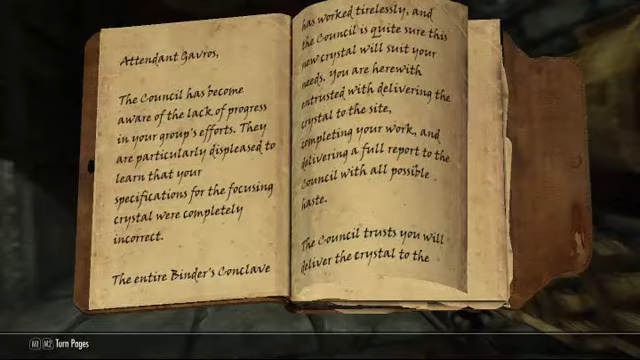 Attendant Gavros,
The Council has become
aware of the lack of progress
in your group's efforts. They
are particularly displeased to
learn that your
specifications for the focusing
crystal were completely
incorrect.
The entire Binder's Conclave
has worked tirelessly, and
the Council is quite sure this
new crystal will suit your
needs. You are herewith
entrusted with delivering the
crystal to the site,
completing your work, and
delivering a full report to the
Council with all possible
haste.
The Council trusts you will
deliver the crystal to the
M1 M2 Turn Pages